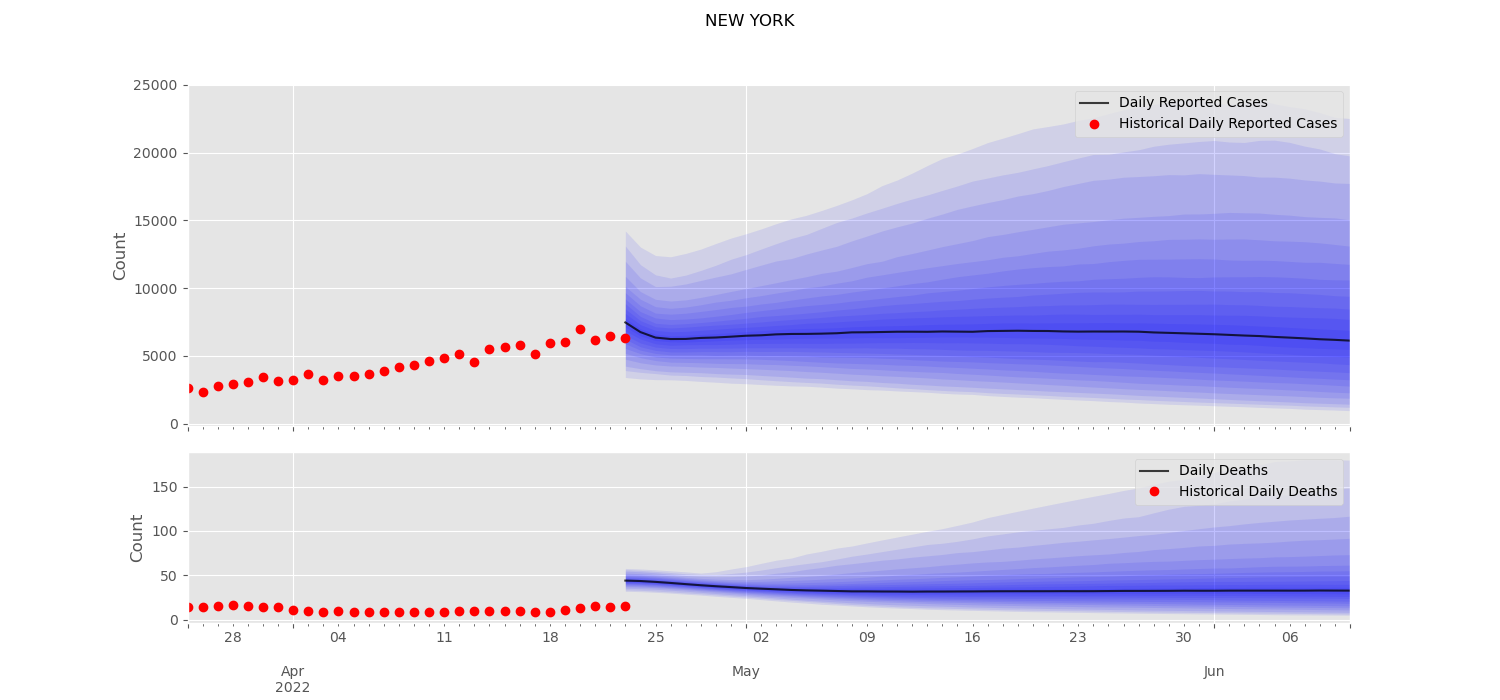 NEW YORK
25000
20000
15000
10000
5000
0
Count
Daily Reported Cases
Historical Daily Reported Cases
150
100
50
0
Count
Daily Deaths
Historical Daily Deaths
28 04 11 18 25 02 09 16 23 30 06
Apr May Jun
2022